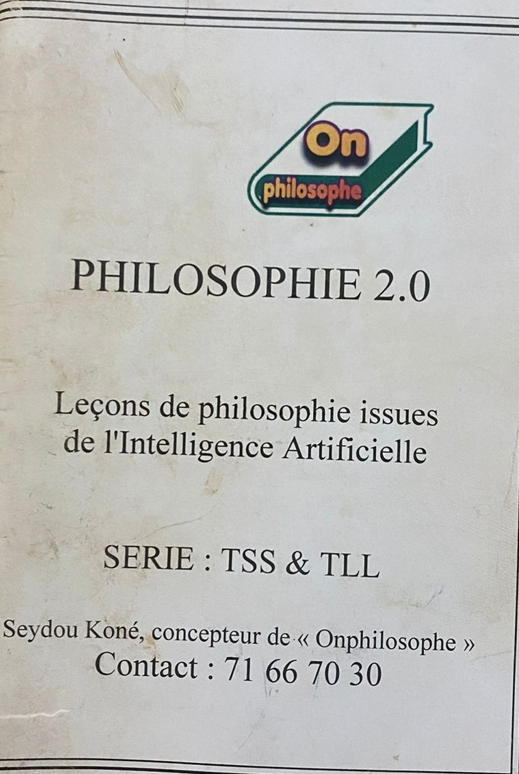 On
philosophe
PHILOSOPHIE 2.0
Leçons de philosophie issues
de l'Intelligence Artificielle
SERIE : TSS & TLL
Seydou Koné, concepteur de « Onphilosophe »
Contact : 71 66 70 30